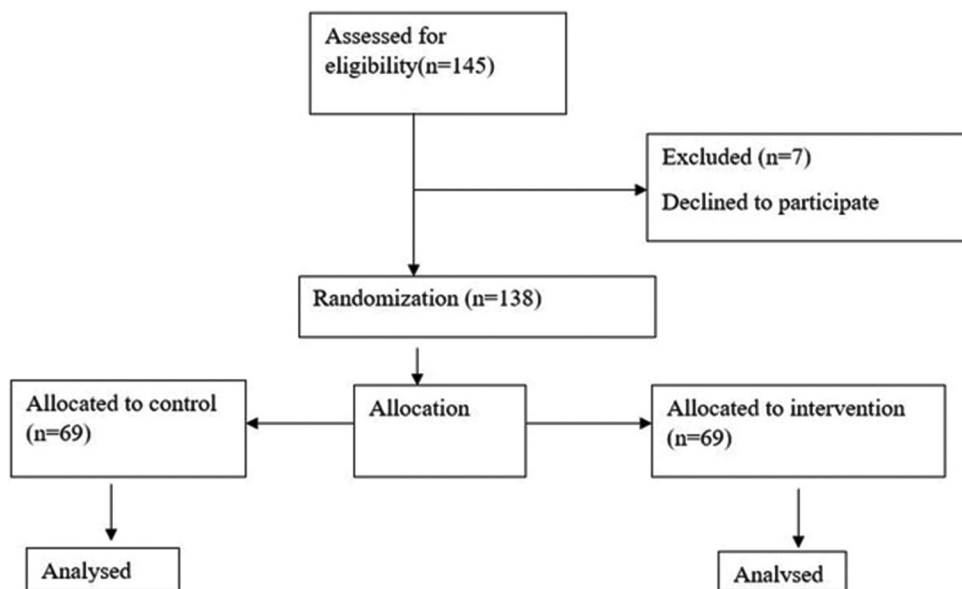 Assessed for
eligibility(n=145)
Excluded (n=7)
Declined to participate
Randomization (n=138)
Allocated to control
(n=69)
Allocation
Allocated to intervention
(n=69)
Analysed
Analysed